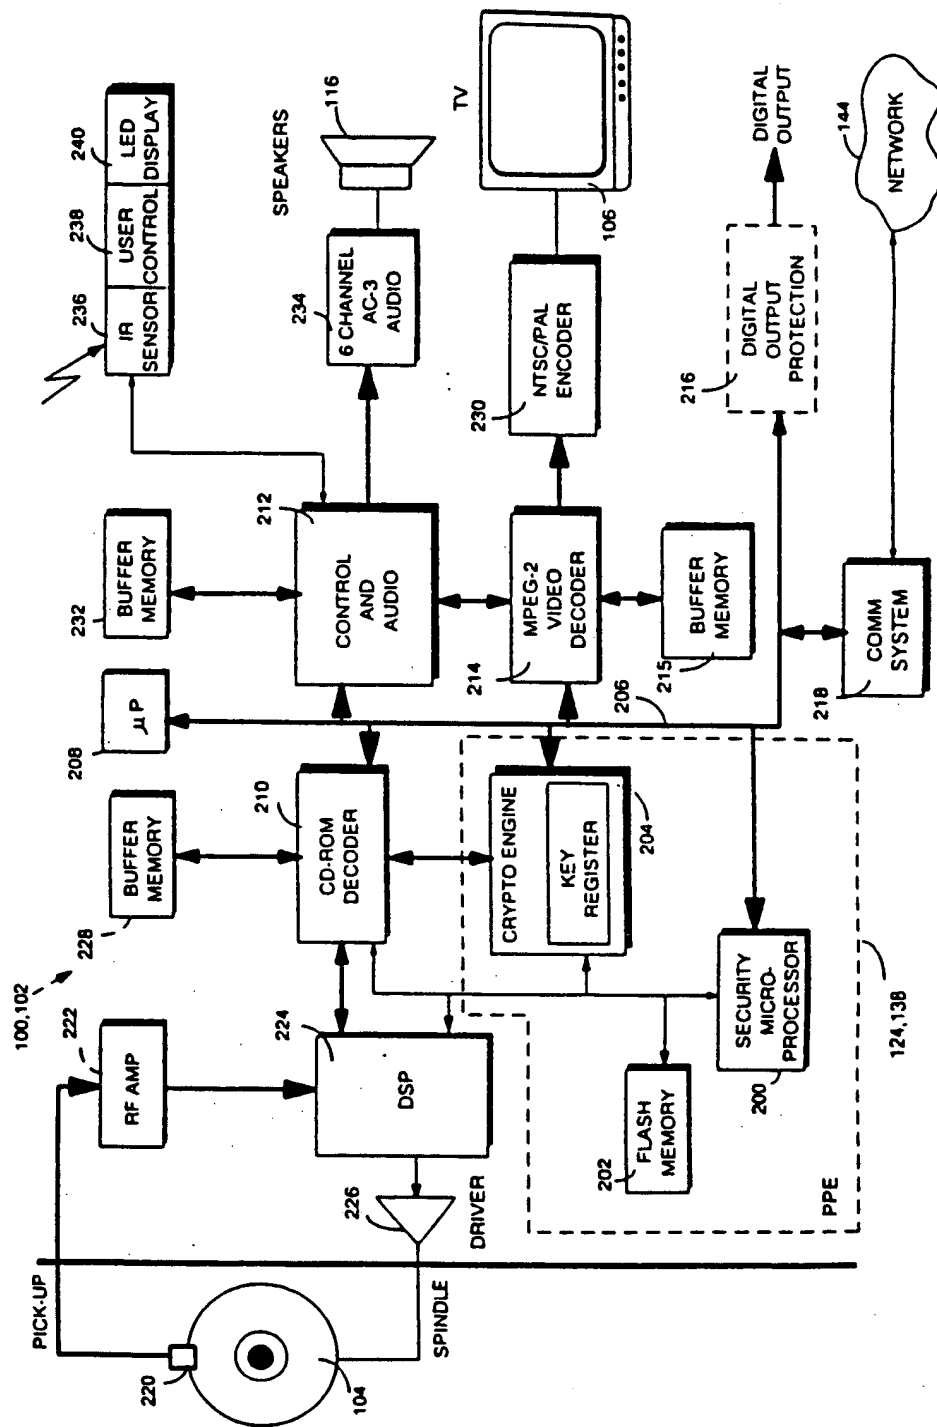 100,102
PICK-UP
220
104
SPINDLE
222
RF AMP
224
DSP
226
DRIVER
228
BUFFER
MEMORY
210
CD-ROM
DECODER
208
μP
232
BUFFER
MEMORY
212
CONTROL
AND
AUDIO
236
238
240
IR
SENSOR
USER
CONTROL
LED
DISPLAY
234
6 CHANNEL
AC-3
AUDIO
SPEAKERS
116
214
MPEG-2
VIDEO
DECODER
230
NTSC/PAL
ENCODER
TV
106
215
BUFFER
MEMORY
206
CRYPTO ENGINE
KEY
REGISTER
204
202
FLASH
MEMORY
SECURITY
MICRO-
PROCESSOR
200
PPE
124,138
216
DIGITAL
OUTPUT
PROTECTION
DIGITAL
OUTPUT
218
COMM
SYSTEM
NETWORK
144